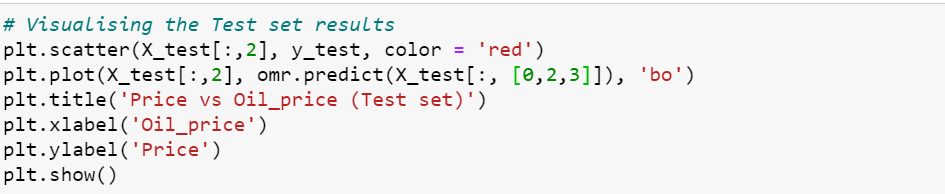 # Visualising the Test set results
plt.scatter(X_test[:,2], y_test, color = 'red')
plt.plot(X_test[:,2], omr.predict(X_test[:, [0,2,3]]), 'bo')
plt.title('Price vs Oil_price (Test set)')
plt.xlabel('Oil_price')
plt.ylabel('Price')
plt.show()